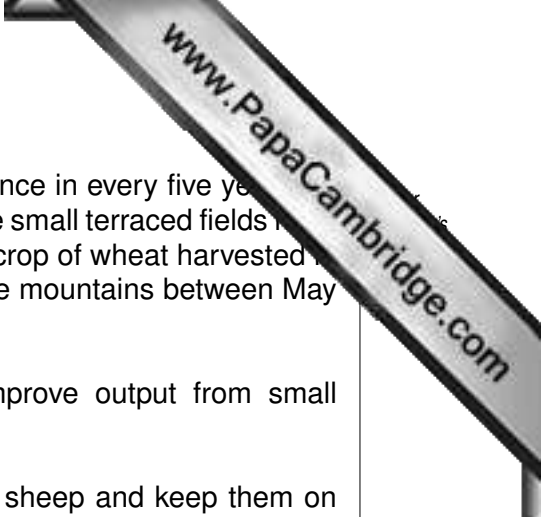 www.PapaCambridge.com
nce in every five ye
e small terraced fields
crop of wheat harvested
e mountains between May
mprove output from small
sheep and keep them on